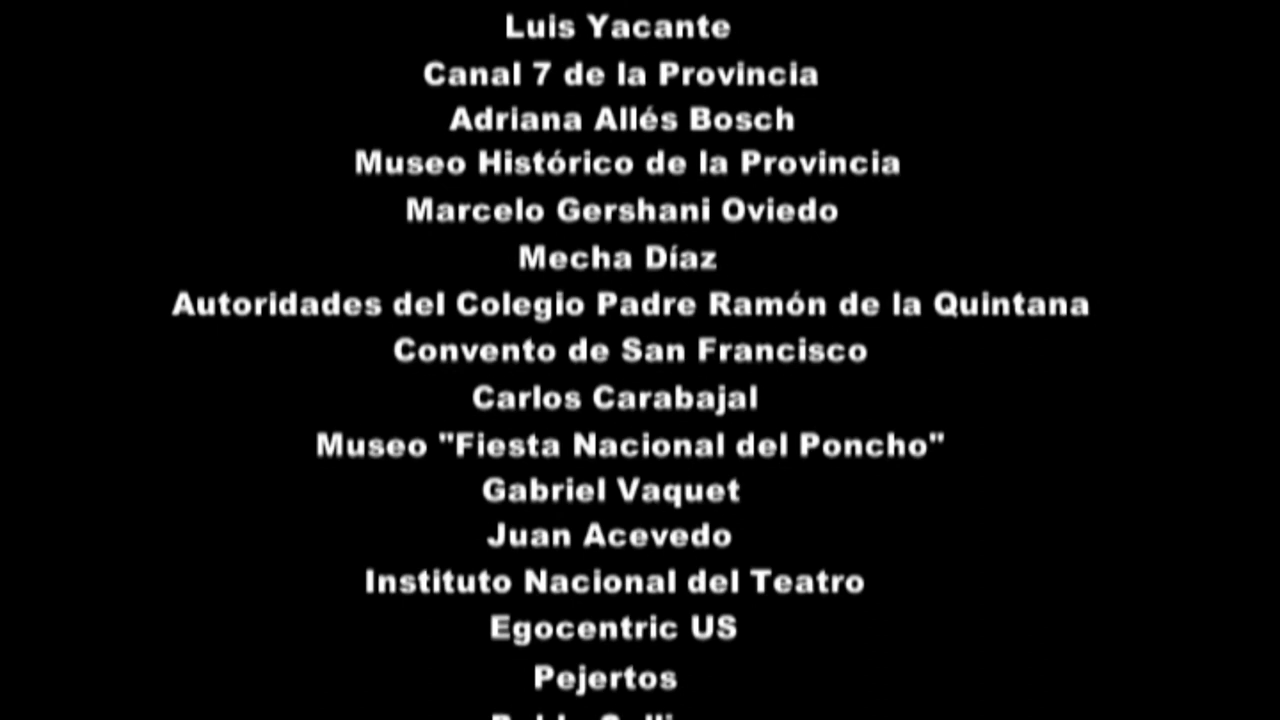 Luis Yacante
Canal 7 de la Provincia
Adriana Allés Bosch
Museo Histórico de la Provincia
Marcelo Gershani Oviedo
Mecha Díaz
Autoridades del Colegio Padre Ramón de la Quintana
Convento de San Francisco
Carlos Carabajal
Museo "Fiesta Nacional del Poncho"
Gabriel Vaquet
Juan Acevedo
Instituto Nacional del Teatro
Egocentric US
Pejertos